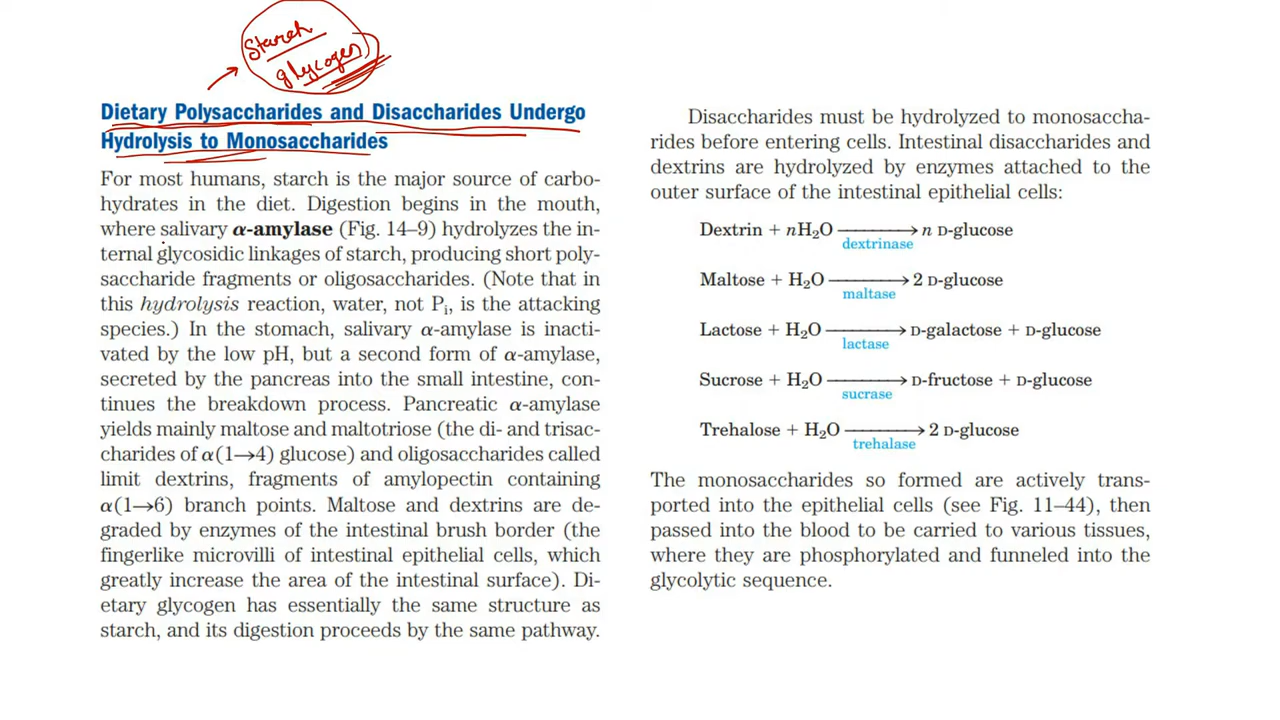 Starch
glycogen
Dietary Polysaccharides and Disaccharides Undergo
Hydrolysis to Monosaccharides
For most humans, starch is the major source of carbo-
hydrates in the diet. Digestion begins in the mouth,
where salivary α-amylase (Fig. 14–9) hydrolyzes the in-
ternal glycosidic linkages of starch, producing short poly-
saccharide fragments or oligosaccharides. (Note that in
this hydrolysis reaction, water, not Pi, is the attacking
species.) In the stomach, salivary α-amylase is inacti-
vated by the low pH, but a second form of α-amylase,
secreted by the pancreas into the small intestine, con-
tinues the breakdown process. Pancreatic α-amylase
yields mainly maltose and maltotriose (the di- and trisac-
charides of α(1→4) glucose) and oligosaccharides called
limit dextrins, fragments of amylopectin containing
α(1→6) branch points. Maltose and dextrins are de-
graded by enzymes of the intestinal brush border (the
fingerlike microvilli of intestinal epithelial cells, which
greatly increase the area of the intestinal surface). Di-
etary glycogen has essentially the same structure as
starch, and its digestion proceeds by the same pathway.
Disaccharides must be hydrolyzed to monosaccha-
rides before entering cells. Intestinal disaccharides and
dextrins are hydrolyzed by enzymes attached to the
outer surface of the intestinal epithelial cells:
Dextrin + nH₂O → n D-glucose
dextrinase
Maltose + H₂O → 2 D-glucose
maltase
Lactose + H₂O → D-galactose + D-glucose
lactase
Sucrose + H₂O → D-fructose + D-glucose
sucrase
Trehalose + H₂O → 2 D-glucose
trehalase
The monosaccharides so formed are actively trans-
ported into the epithelial cells (see Fig. 11–44), then
passed into the blood to be carried to various tissues,
where they are phosphorylated and funneled into the
glycolytic sequence.